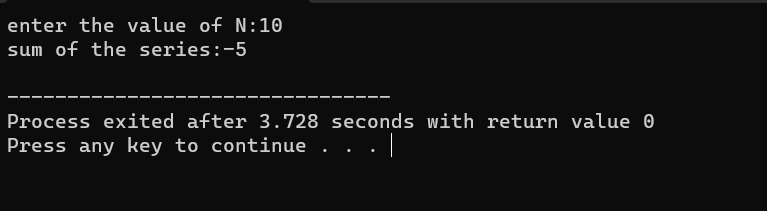 enter the value of N:10
sum of the series:-5
--------------------------------
Process exited after 3.728 seconds with return value 0
Press any key to continue . . .